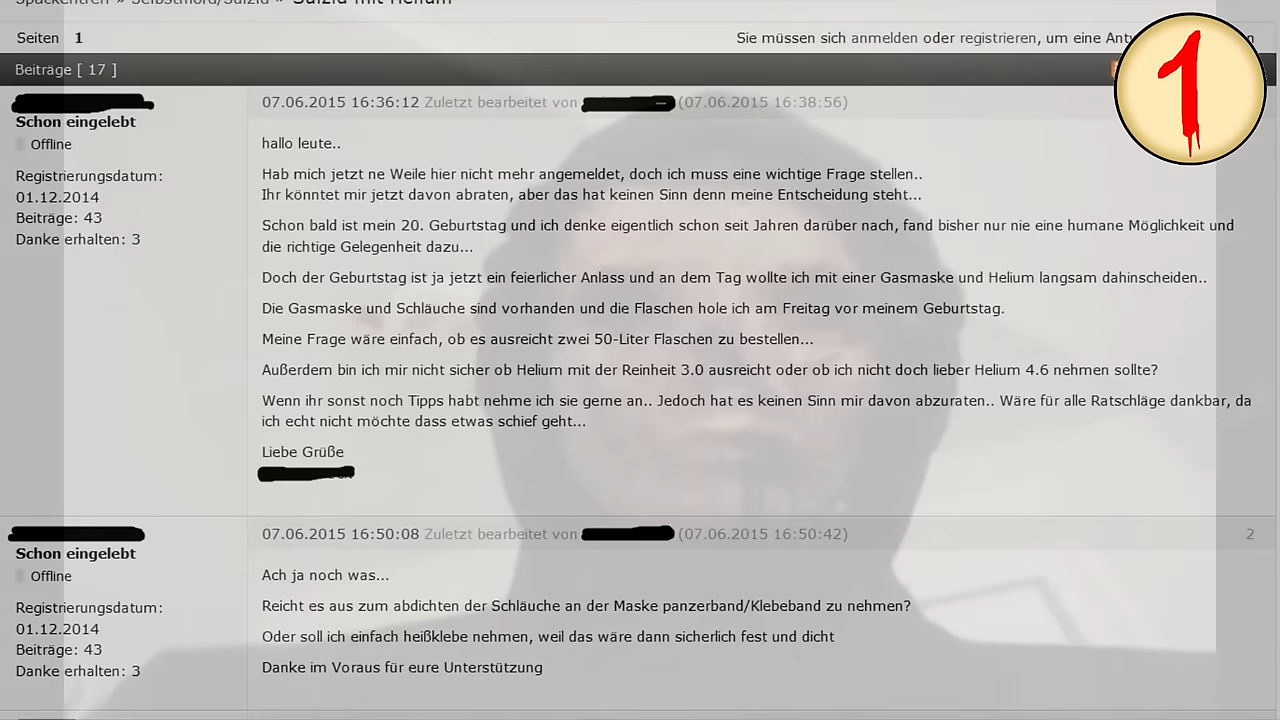 Seiten 1
Sie müssen sich anmelden oder registrieren, um eine
Beiträge [ 17 ]
1
07.06.2015 16:36:12 Zuletzt bearbeitet von (07.06.2015 16:38:56)
Schon eingelebt
Offline
Registrierungsdatum:
01.12.2014
Beiträge: 43
Danke erhalten: 3
hallo leute..
Hab mich jetzt ne Weile hier nicht mehr angemeldet, doch ich muss eine wichtige Frage stellen..
Ihr könntet mir jetzt davon abraten, aber das hat keinen Sinn denn meine Entscheidung steht...
Schon bald ist mein 20. Geburtstag und ich denke eigentlich schon seit Jahren darüber nach, fand bisher nur nie eine humane Möglichkeit und
die richtige Gelegenheit dazu...
Doch der Geburtstag ist ja jetzt ein feierlicher Anlass und an dem Tag wollte ich mit einer Gasmaske und Helium langsam dahinscheiden..
Die Gasmaske und Schläuche sind vorhanden und die Flaschen hole ich am Freitag vor meinem Geburtstag.
Meine Frage wäre einfach, ob es ausreicht zwei 50-Liter Flaschen zu bestellen...
Außerdem bin ich mir nicht sicher ob Helium mit der Reinheit 3.0 ausreicht oder ob ich nicht doch lieber Helium 4.6 nehmen sollte?
Wenn ihr sonst noch Tipps habt nehme ich sie gerne an.. Jedoch hat es keinen Sinn mir davon abzuraten.. Wäre für alle Ratschläge dankbar, da
ich echt nicht möchte dass etwas schief geht...
Liebe Grüße
07.06.2015 16:50:08 Zuletzt bearbeitet von (07.06.2015 16:50:42)
2
Schon eingelebt
Offline
Registrierungsdatum:
01.12.2014
Beiträge: 43
Danke erhalten: 3
Ach ja noch was...
Reicht es aus zum abdichten der Schläuche an der Maske panzerband/Klebeband zu nehmen?
Oder soll ich einfach heißklebe nehmen, weil das wäre dann sicherlich fest und dicht
Danke im Voraus für eure Unterstützung